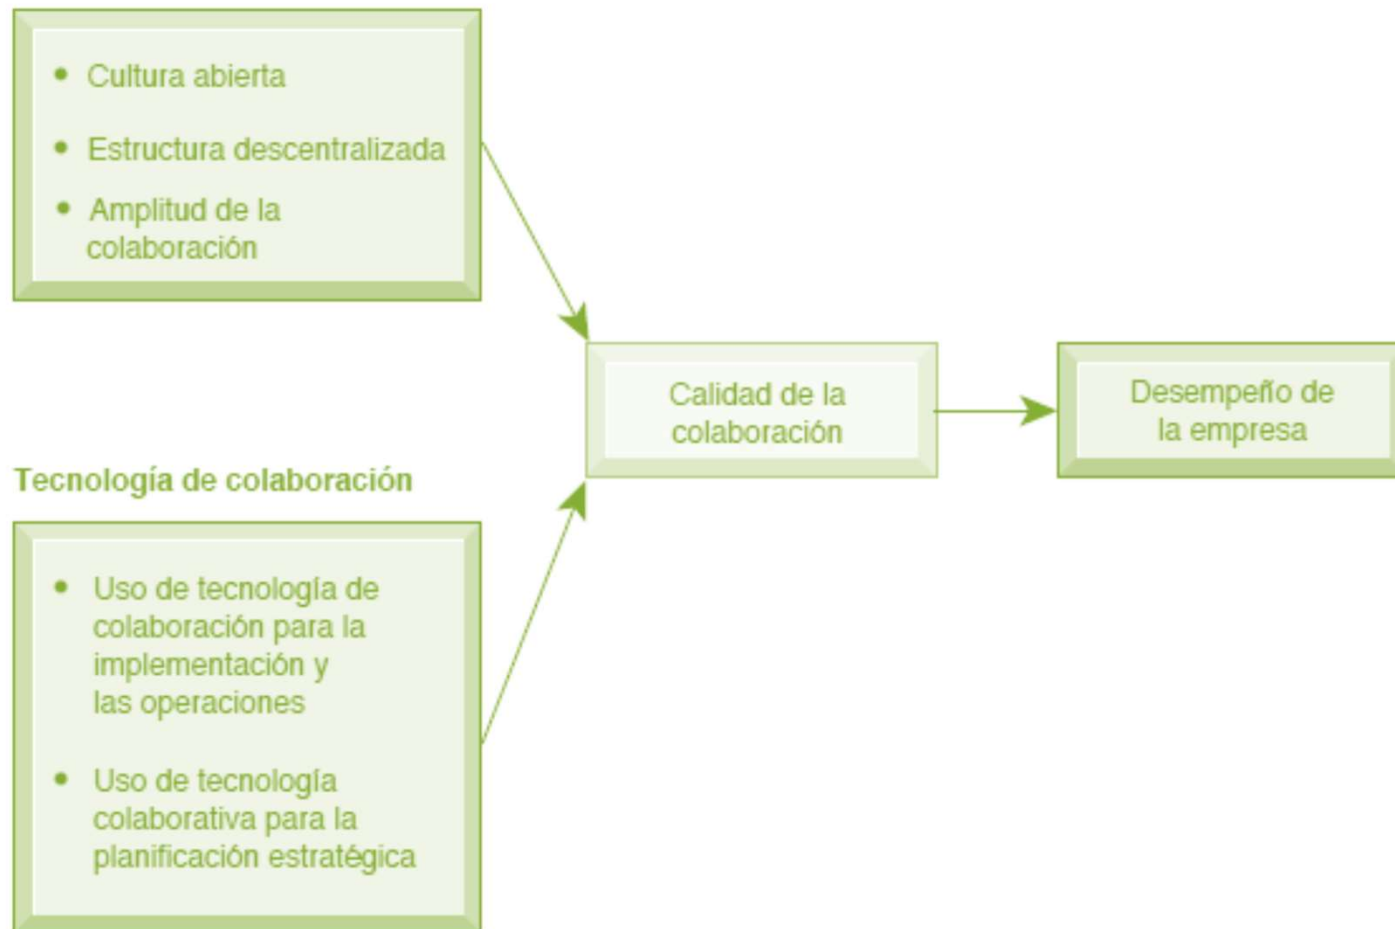 • Cultura abierta
• Estructura descentralizada
• Amplitud de la
colaboración
Calidad de la
colaboración
Desempeño de
la empresa
Tecnología de colaboración
• Uso de tecnología de
colaboración para la
implementación y
las operaciones
• Uso de tecnología
colaborativa para la
planificación estratégica